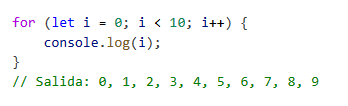 for (let i = 0; i < 10; i++) {
    console.log(i);
}
// Salida: 0, 1, 2, 3, 4, 5, 6, 7, 8, 9